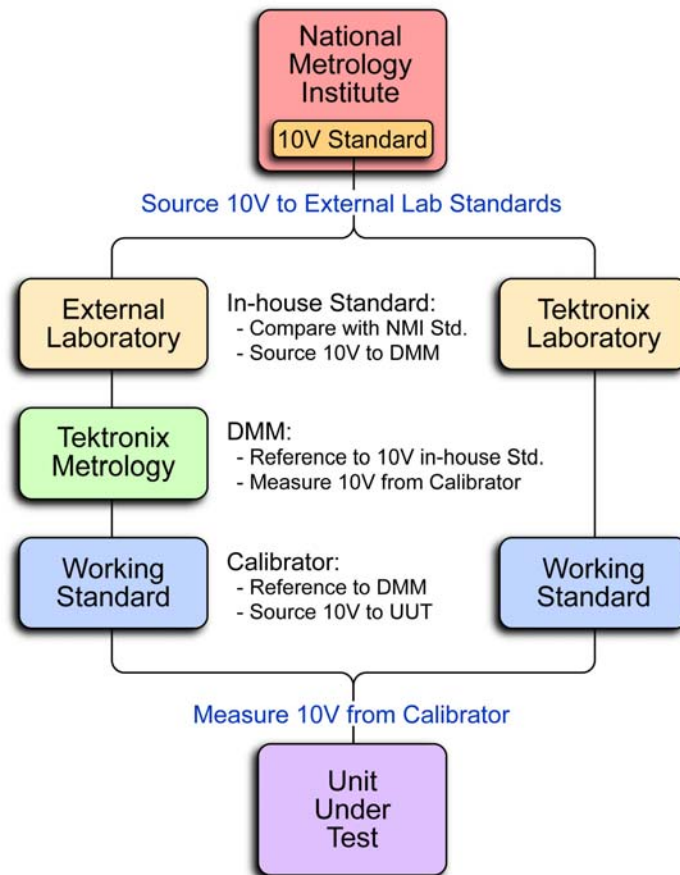 National
Metrology
Institute
10V Standard
Source 10V to External Lab Standards
External
Laboratory
In-house Standard:
- Compare with NMI Std.
- Source 10V to DMM
Tektronix
Laboratory
Tektronix
Metrology
DMM:
- Reference to 10V in-house Std.
- Measure 10V from Calibrator
Working
Standard
Calibrator:
- Reference to DMM
- Source 10V to UUT
Working
Standard
Measure 10V from Calibrator
Unit
Under
Test